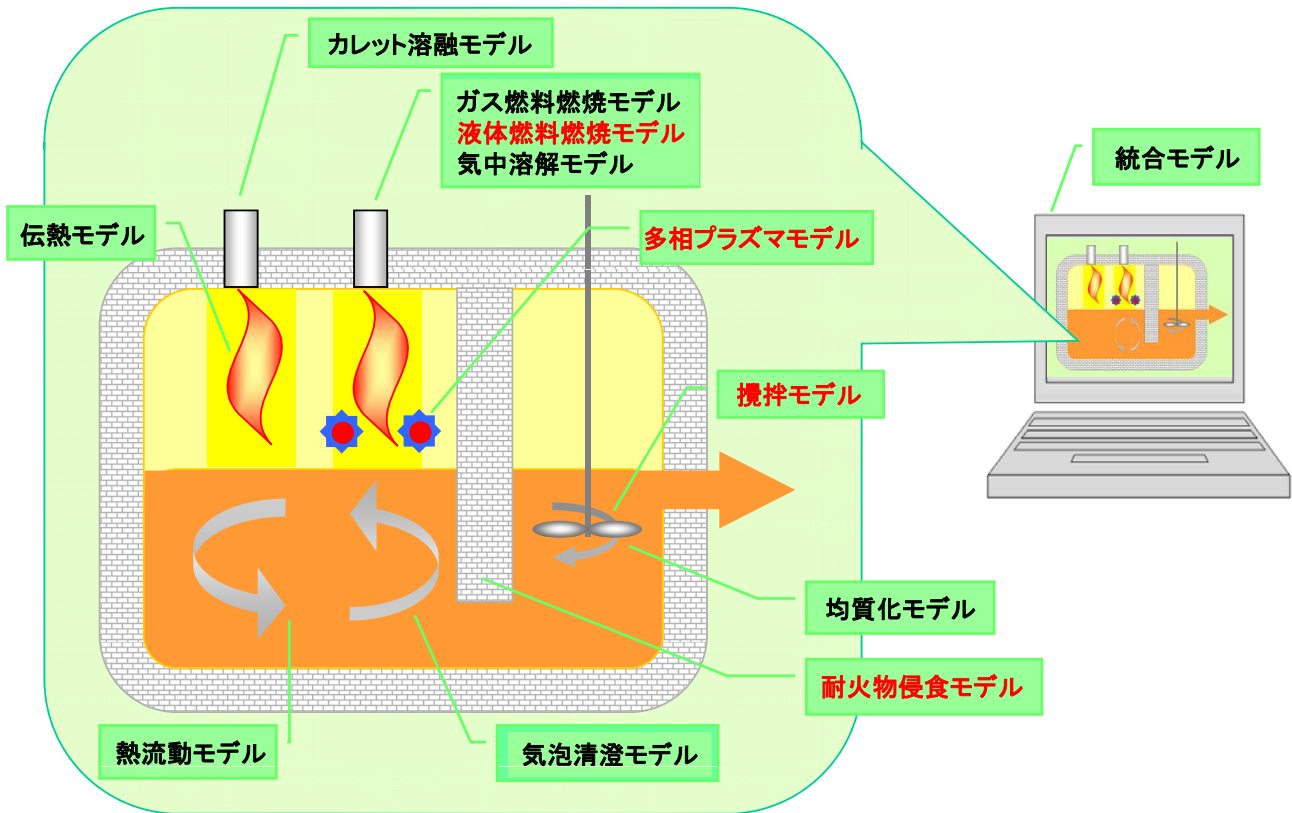 カレット溶融モデル
ガス燃料燃焼モデル
液体燃料燃焼モデル
気中溶解モデル
統合モデル
伝熱モデル
多相プラズマモデル
攪拌モデル
均質化モデル
耐火物侵食モデル
熱流動モデル
気泡清澄モデル